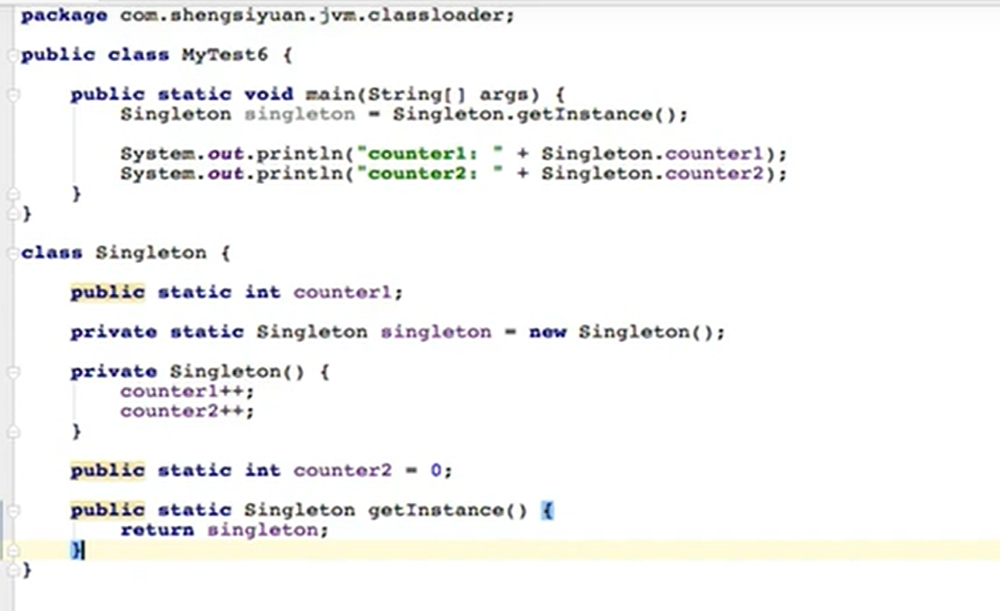 package com.shengsiyuan.jvm.classloader;
public class MyTest6 {
public static void main(String[] args) {
Singleton singleton = Singleton.getInstance();
System.out.println("counter1: " + Singleton.counter1);
System.out.println("counter2: " + Singleton.counter2);
}
}
class Singleton {
public static int counter1;
private static Singleton singleton = new Singleton();
private Singleton() {
counter1++;
counter2++;
}
public static int counter2 = 0;
public static Singleton getInstance() {
return singleton;
}
}